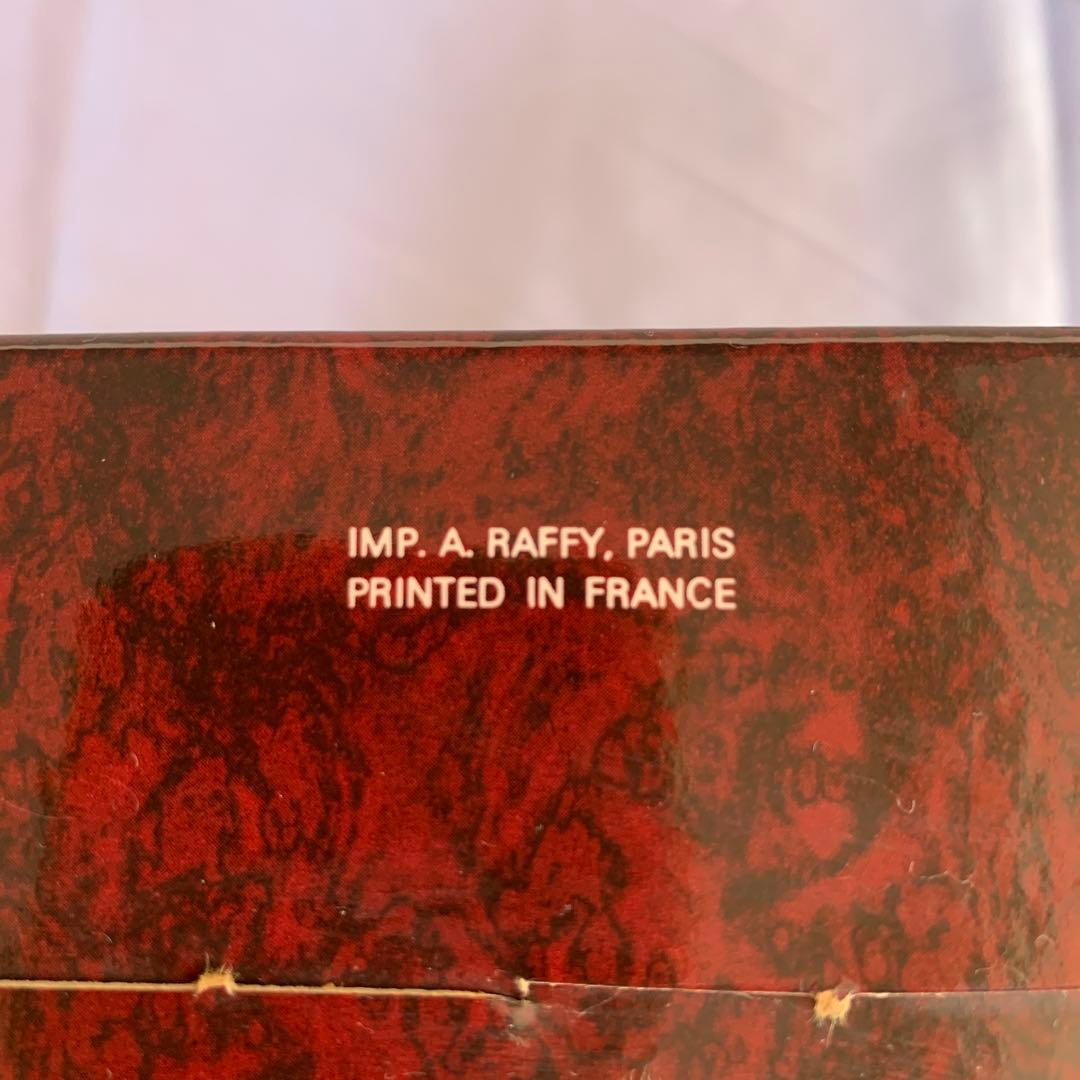 IMP. A. RAFFY, PARIS
PRINTED IN FRANCE